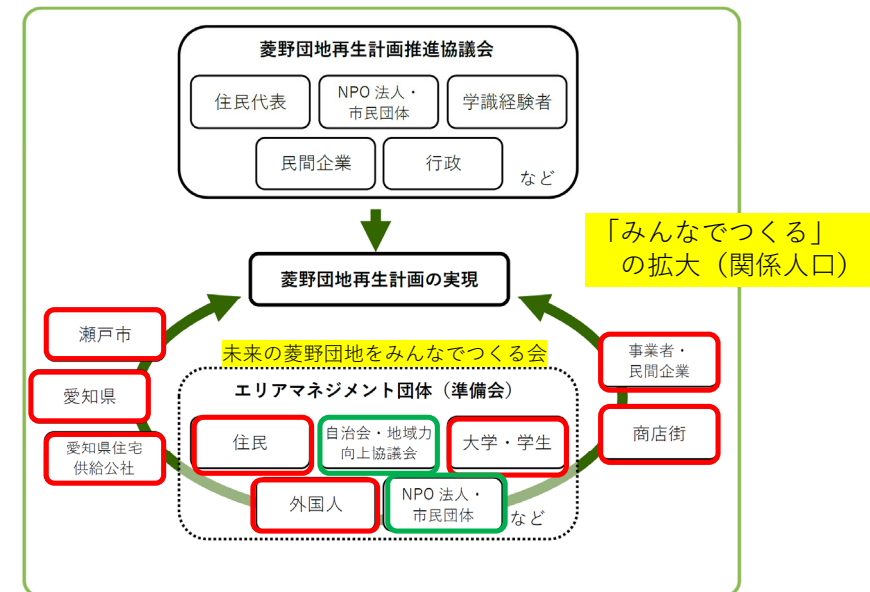 菱野団地再生計画推進協議会
住民代表
NPO 法人・
市民団体
学識経験者
民間企業
行政
など
「みんなでつくる」
の拡大（関係人口）
菱野団地再生計画の実現
瀬戸市
愛知県
愛知県住宅
供給公社
未来の菱野団地をみんなでつくる会
エリアマネジメント団体（準備会）
住民
自治会・地域力
向上協議会
大学・学生
外国人
NPO 法人・
市民団体
など
事業者・
民間企業
商店街